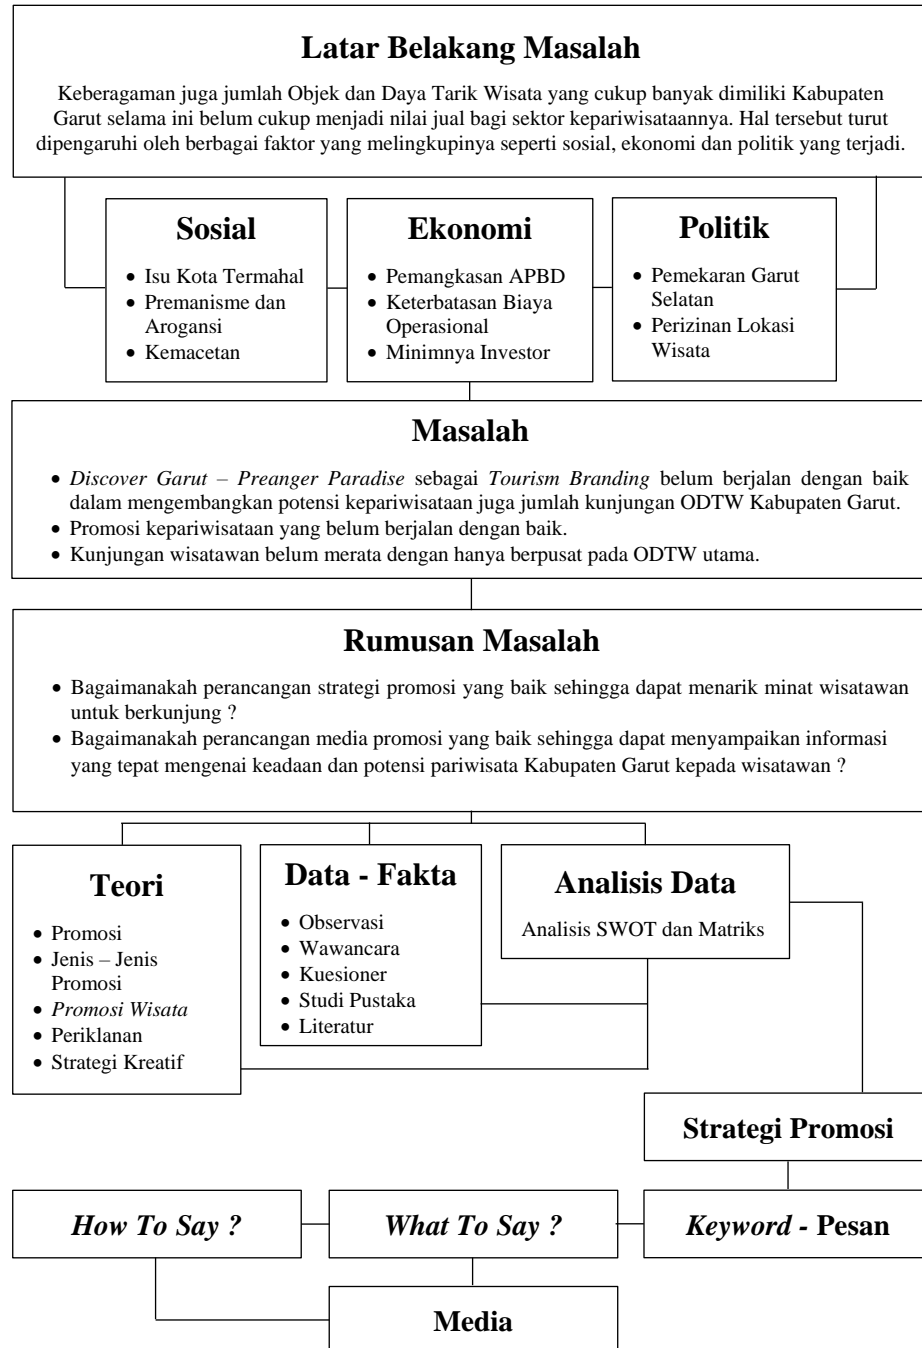 Latar Belakang Masalah
Keberagaman juga jumlah Objek dan Daya Tarik Wisata yang cukup banyak dimiliki Kabupaten
Garut selama ini belum cukup menjadi nilai jual bagi sektor kepariwisataannya. Hal tersebut turut
dipengaruhi oleh berbagai faktor yang melingkupinya seperti sosial, ekonomi dan politik yang terjadi.
Sosial
• Isu Kota Termahal
• Premanisme dan
Arogansi
• Kemacetan
Ekonomi
• Pemangkasan APBD
• Keterbatasan Biaya
Operasional
• Minimnya Investor
Politik
• Pemekaran Garut
Selatan
• Perizinan Lokasi
Wisata
Masalah
• Discover Garut – Preanger Paradise sebagai Tourism Branding belum berjalan dengan baik
dalam mengembangkan potensi kepariwisataan juga jumlah kunjungan ODTW Kabupaten Garut.
• Promosi kepariwisataan yang belum berjalan dengan baik.
• Kunjungan wisatawan belum merata dengan hanya berpusat pada ODTW utama.
Rumusan Masalah
• Bagaimanakah perancangan strategi promosi yang baik sehingga dapat menarik minat wisatawan
untuk berkunjung ?
• Bagaimanakah perancangan media promosi yang baik sehingga dapat menyampaikan informasi
yang tepat mengenai keadaan dan potensi pariwisata Kabupaten Garut kepada wisatawan ?
Teori
• Promosi
• Jenis – Jenis
Promosi
• Promosi Wisata
• Periklanan
• Strategi Kreatif
Data - Fakta
• Observasi
• Wawancara
• Kuesioner
• Studi Pustaka
• Literatur
Analisis Data
Analisis SWOT dan Matriks
Strategi Promosi
How To Say ?
What To Say ?
Keyword - Pesan
Media